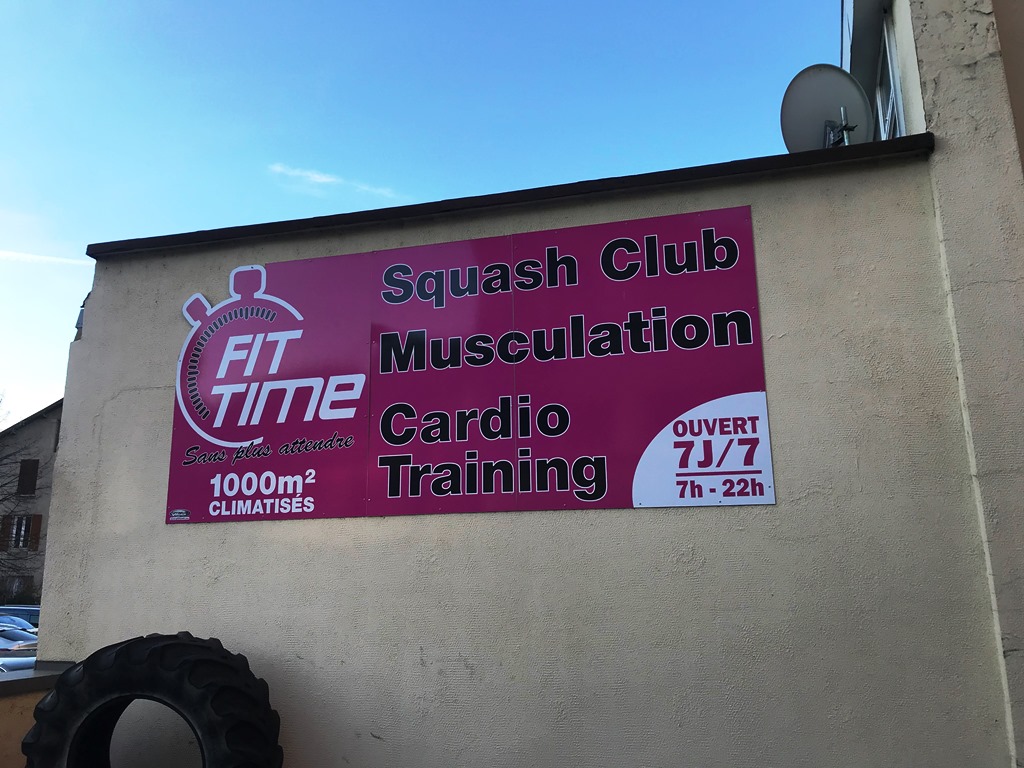 FIT
TIME
Sans plus attendre
1000m²
CLIMATISÉS
Squash Club
Musculation
Cardio
Training
OUVERT
7J/7
7h - 22h